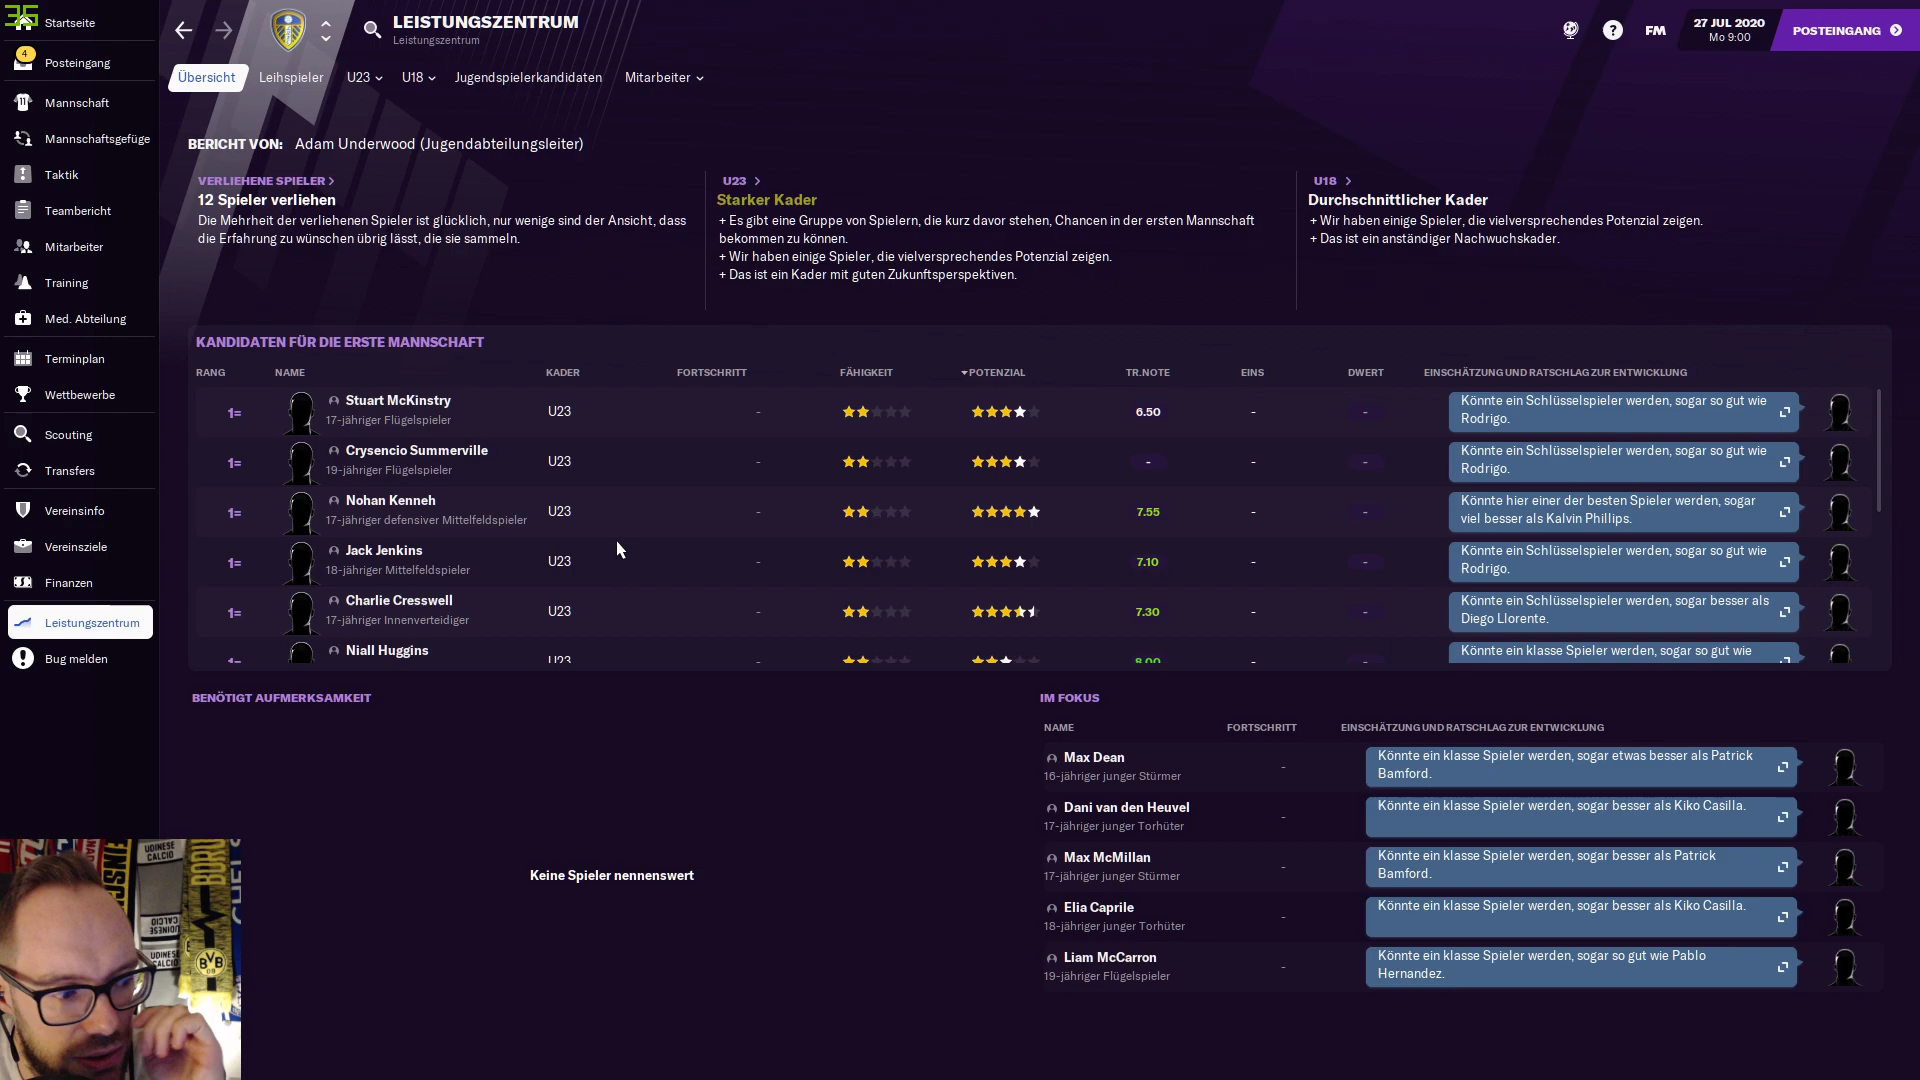 36
Startseite
4
Posteingang
Mannschaft
Mannschaftsgefüge
Taktik
Teambericht
Mitarbeiter
Training
Med. Abteilung
Terminplan
Wettbewerbe
Scouting
Transfers
Vereinsinfo
Vereinsziele
Finanzen
Leistungszentrum
Bug melden
LEISTUNGSZENTRUM
Leistungszentrum
FM
27 JUL 2020
Mo 9:00
POSTEINGANG
Übersicht Leihspieler U23 U18 Jugendspielerkandidaten Mitarbeiter
BERICHT VON: Adam Underwood (Jugendabteilungsleiter)
VERLIEHENE SPIELER
12 Spieler verliehen
Die Mehrheit der verliehenen Spieler ist glücklich, nur wenige sind der Ansicht, dass
die Erfahrung zu wünschen übrig lässt, die sie sammeln.
U23
Starker Kader
+ Es gibt eine Gruppe von Spielern, die kurz davor stehen, Chancen in der ersten Mannschaft
bekommen zu können.
+ Wir haben einige Spieler, die vielversprechendes Potenzial zeigen.
+ Das ist ein Kader mit guten Zukunftsperspektiven.
U18
Durchschnittlicher Kader
+ Wir haben einige Spieler, die vielversprechendes Potenzial zeigen.
+ Das ist ein anständiger Nachwuchskader.
KANDIDATEN FÜR DIE ERSTE MANNSCHAFT
RANG NAME KADER FORTSCHRITT FÄHIGKEIT POTENZIAL TR.NOTE EINS DWERT EINSCHÄTZUNG UND RATSCHLAG ZUR ENTWICKLUNG
1= Stuart McKinstry U23 - 6.50 - - Könnte ein Schlüsselspieler werden, sogar so gut wie
17-jähriger Flügelspieler Rodrigo.
1= Crysencio Summerville U23 - - - - Könnte ein Schlüsselspieler werden, sogar so gut wie
19-jähriger Flügelspieler Rodrigo.
1= Nohan Kenneh U23 - 7.55 - - Könnte hier einer der besten Spieler werden, sogar
17-jähriger defensiver Mittelfeldspieler viel besser als Kalvin Phillips.
1= Jack Jenkins U23 - 7.10 - - Könnte ein Schlüsselspieler werden, sogar so gut wie
18-jähriger Mittelfeldspieler Rodrigo.
1= Charlie Cresswell U23 - 7.30 - - Könnte ein Schlüsselspieler werden, sogar besser als
17-jähriger Innenverteidiger Diego Llorente.
1= Niall Huggins U23 - 8.00 - - Könnte ein klasse Spieler werden, sogar so gut wie
BENÖTIGT AUFMERKSAMKEIT
Keine Spieler nennenswert
IM FOKUS
NAME FORTSCHRITT EINSCHÄTZUNG UND RATSCHLAG ZUR ENTWICKLUNG
Max Dean - Könnte ein klasse Spieler werden, sogar etwas besser als Patrick
16-jähriger junger Stürmer Bamford.
Dani van den Heuvel - Könnte ein klasse Spieler werden, sogar besser als Kiko Casilla.
17-jähriger junger Torhüter
Max McMillan - Könnte ein klasse Spieler werden, sogar besser als Patrick
17-jähriger junger Stürmer Bamford.
Elia Caprile - Könnte ein klasse Spieler werden, sogar besser als Kiko Casilla.
18-jähriger junger Torhüter
Liam McCarron - Könnte ein klasse Spieler werden, sogar so gut wie Pablo
19-jähriger Flügelspieler Hernandez.
UDINESE
CALCIO
UDINESE
CALCIO
BVB
09